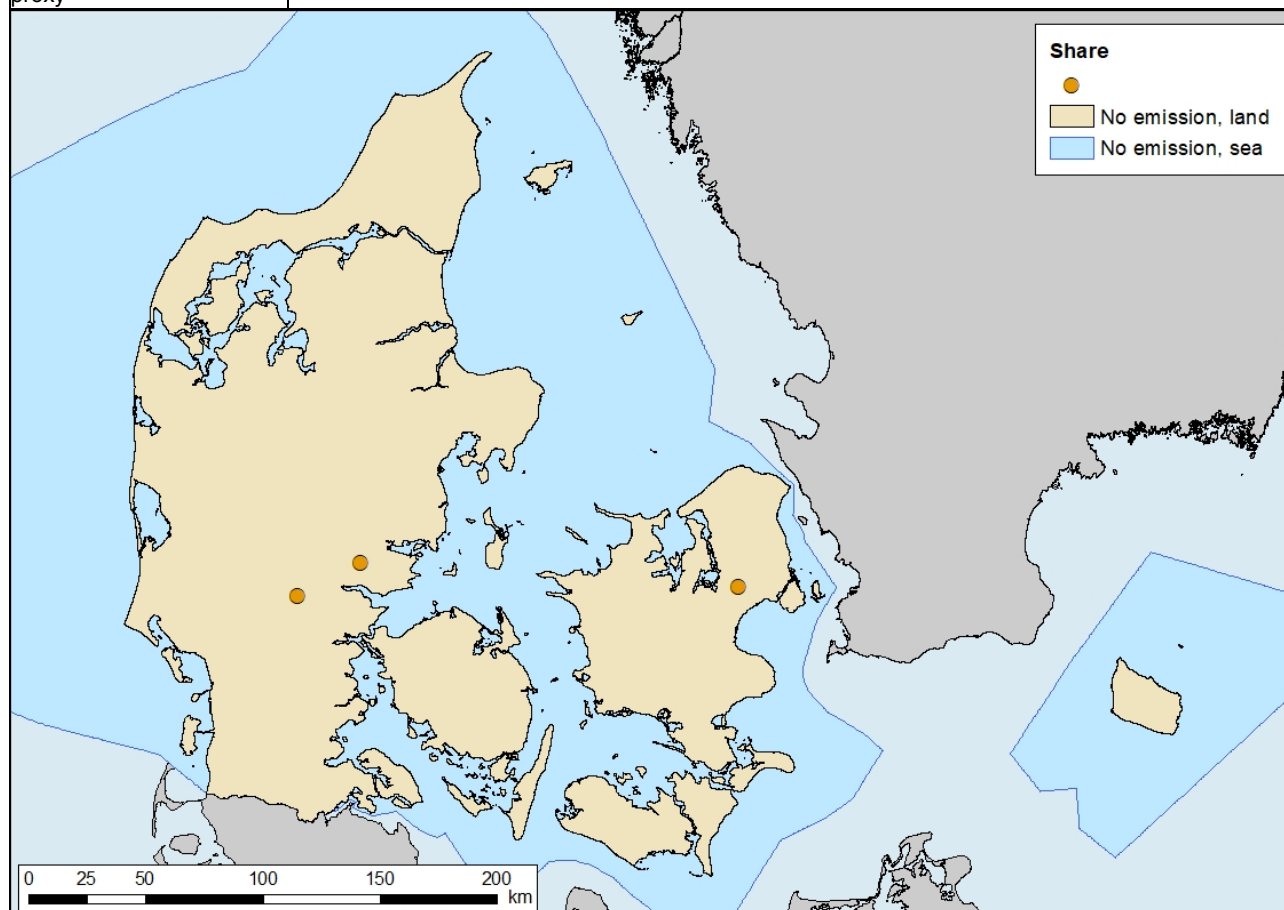 proxy
Share
No emission, land
No emission, sea
0 25 50 100 150 200
km